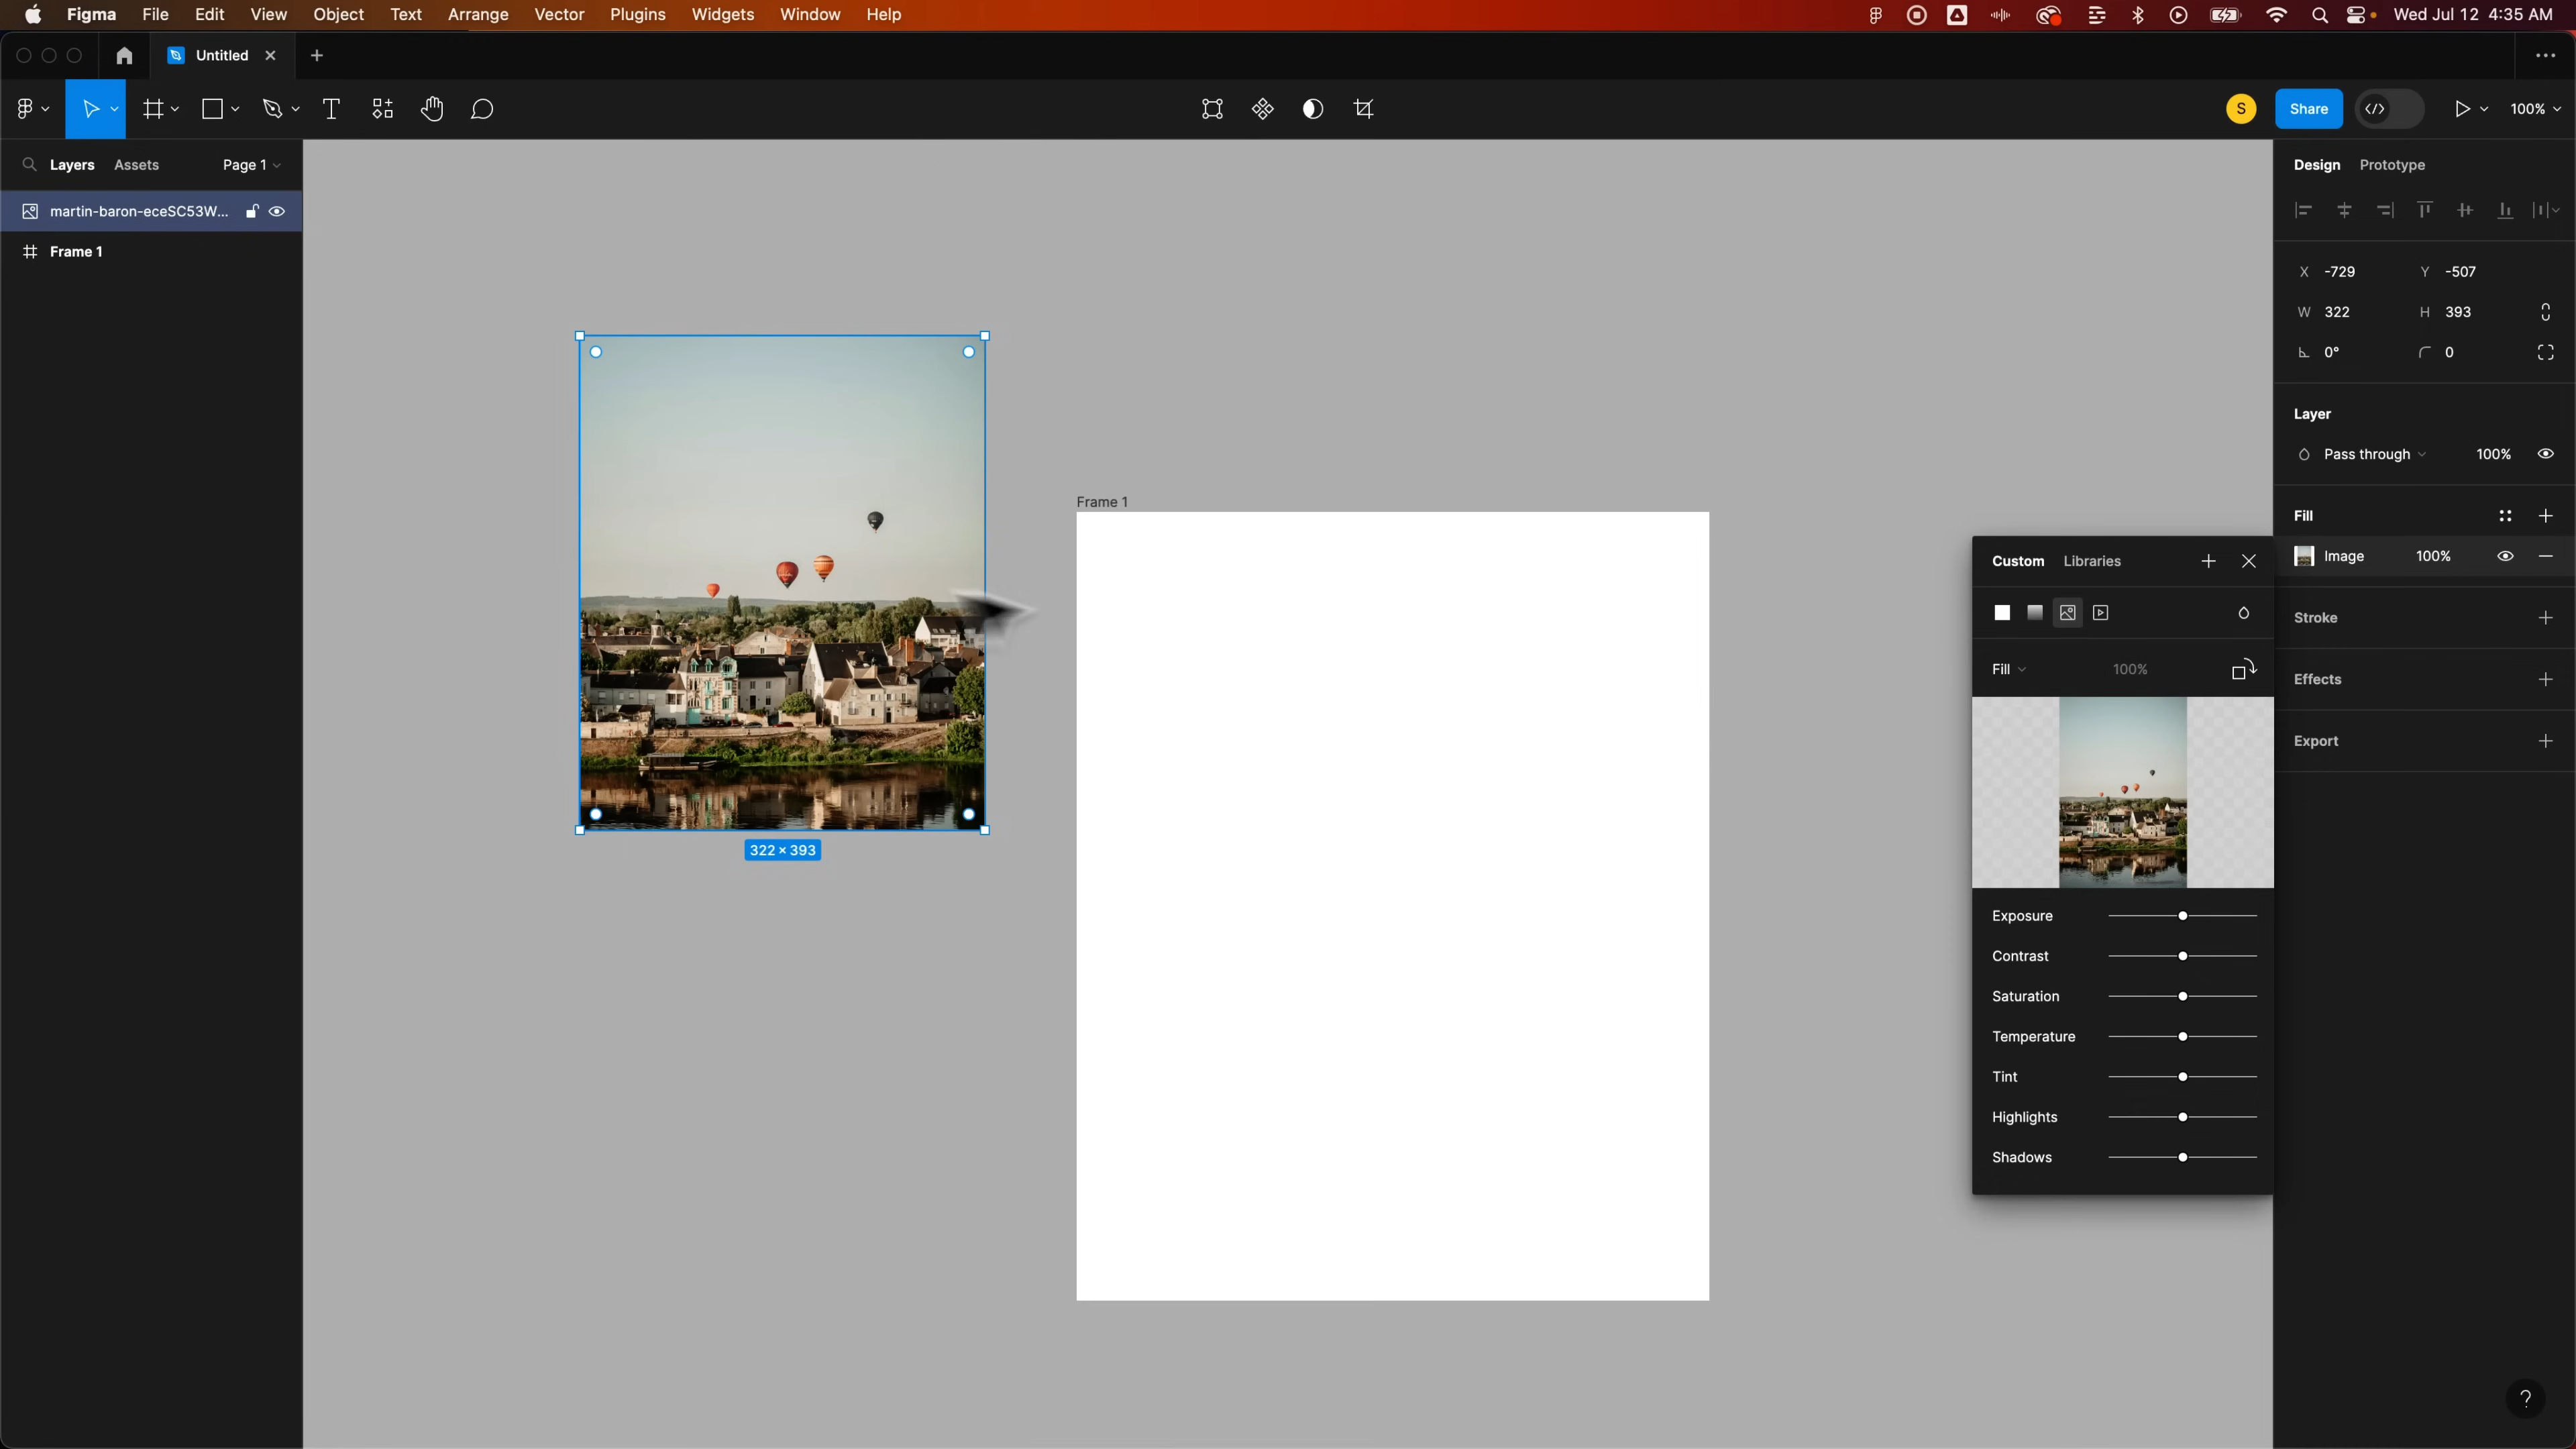 Figma File Edit View Object Text Arrange Vector Plugins Widgets Window Help Wed Jul 12 4:35 AM
Untitled
S Share 100%
Layers Assets Page 1
martin-baron-eceSC53W...
Frame 1
322 × 393
Frame 1
Custom Libraries
Fill 100%
Exposure
Contrast
Saturation
Temperature
Tint
Highlights
Shadows
Design Prototype
X -729 Y -507
W 322 H 393
0° 0
Layer
Pass through 100%
Fill
Image 100%
Stroke
Effects
Export
?